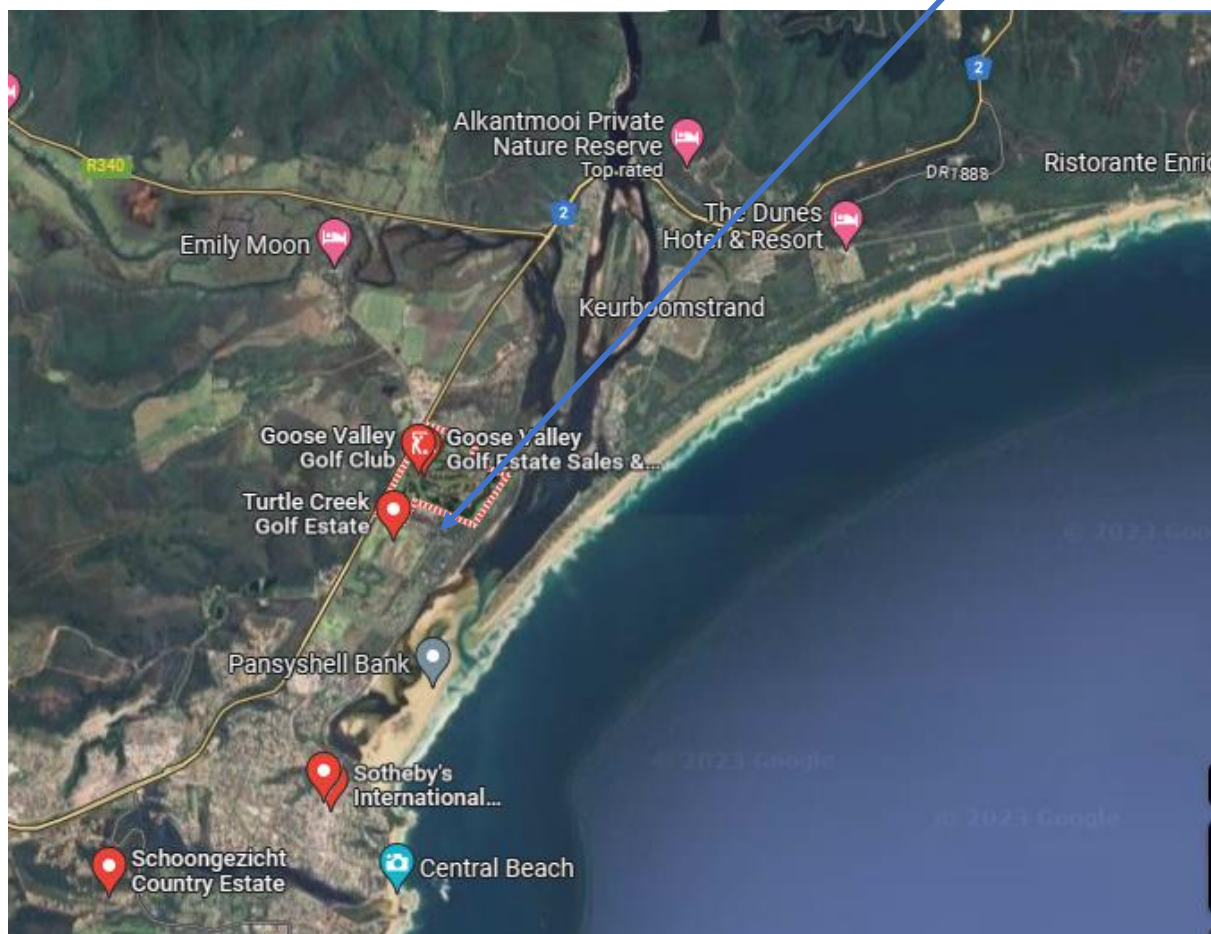 2
Alkantmooi Private
Nature Reserve
Top rated
R340
DR1888
Ristorante Enric
2
The Dunes
Hotel & Resort
Emily Moon
Keurboomstrand
Goose Valley
Golf Club
Goose Valley
Golf Estate Sales &...
Turtle Creek
Golf Estate
© 2023 Goo
Pansyshell Bank
© 2023 Google
Sotheby's
International...
© 2023 Google
Schoongezicht
Country Estate
Central Beach